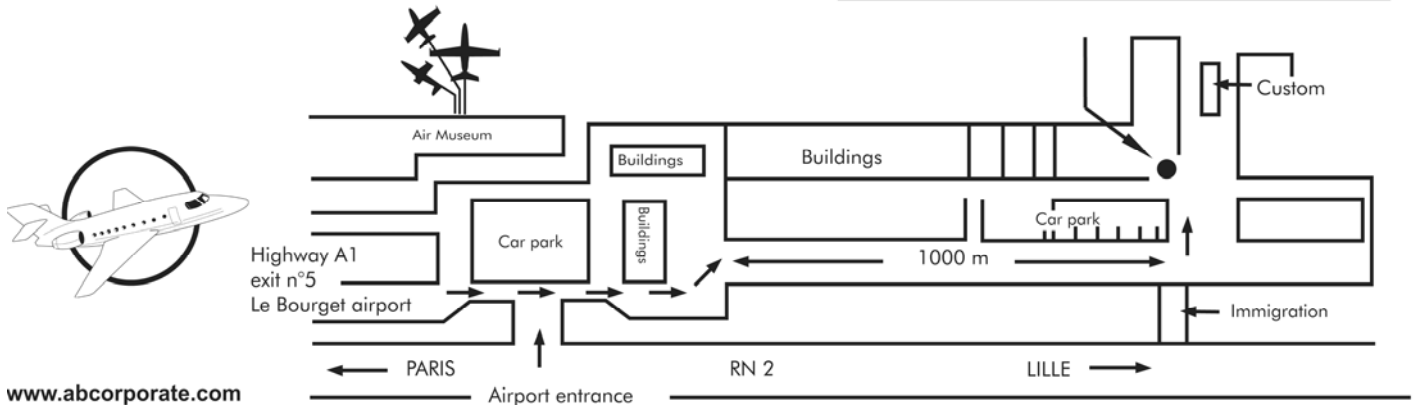 Custom
Air Museum
Buildings
Buildings
Buildings
Car park
Car park
Highway A1
exit n°5
Le Bourget airport
1000 m
Immigration
PARIS
RN 2
LILLE
www.abcorporate.com
Airport entrance